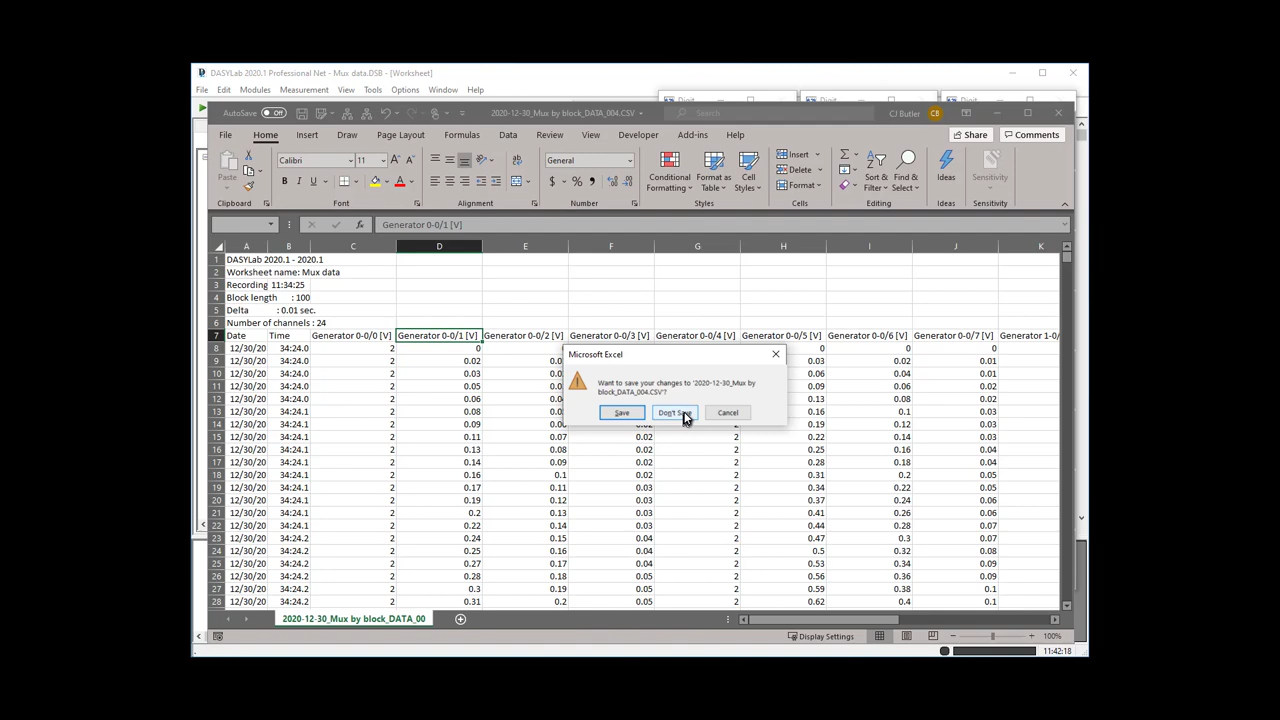 DASYLab 2020.1 Professional Net - Mux data.DSB - [Worksheet]
File Edit Modules Measurement View Tools Options Window Help
AutoSave Off 2020-12-30_Mux by block_DATA_004.CSV Search CJ Butler CB
File Home Insert Draw Page Layout Formulas Data Review View Developer Add-ins Help Share Comments
Calibri 11 General Insert
Paste B I U $ % Conditional Formatting Format as Table Cell Styles Delete Format Sort & Filter Find & Select Ideas Sensitivity
Clipboard Font Alignment Number Styles Cells Editing Ideas Sensitivity
fx Generator 0-0/1 [V]
A B C D E F G H I J K
1 DASYLab 2020.1 - 2020.1
2 Worksheet name: Mux data
3 Recording 11:34:25
4 Block length : 100
5 Delta : 0.01 sec.
6 Number of channels : 24
7 Date Time Generator 0-0/0 [V] Generator 0-0/1 [V] Generator 0-0/2 [V] Generator 0-0/3 [V] Generator 0-0/4 [V] Generator 0-0/5 [V] Generator 0-0/6 [V] Generator 0-0/7 [V] Generator 1-0/
8 12/30/20 34:24.0 2 0 0 0 0
9 12/30/20 34:24.0 2 0.02 0.03 0.02 0.01
10 12/30/20 34:24.0 2 0.03 0.06 0.04 0.01
11 12/30/20 34:24.0 2 0.05 0.09 0.06 0.02
12 12/30/20 34:24.0 2 0.06 0.13 0.08 0.02
13 12/30/20 34:24.0 2 0.08 0.16 0.1 0.03
14 12/30/20 34:24.1 2 0.09 0.19 0.12 0.03
15 12/30/20 34:24.1 2 0.11 0.07 0.02 2 0.22 0.14 0.03
16 12/30/20 34:24.1 2 0.13 0.08 0.02 2 0.25 0.16 0.04
17 12/30/20 34:24.1 2 0.14 0.09 0.02 2 0.28 0.18 0.04
18 12/30/20 34:24.1 2 0.16 0.1 0.02 2 0.31 0.2 0.05
19 12/30/20 34:24.1 2 0.17 0.11 0.03 2 0.34 0.22 0.05
20 12/30/20 34:24.1 2 0.19 0.12 0.03 2 0.37 0.24 0.06
21 12/30/20 34:24.1 2 0.2 0.13 0.03 2 0.41 0.26 0.06
22 12/30/20 34:24.1 2 0.22 0.14 0.03 2 0.44 0.28 0.07
23 12/30/20 34:24.2 2 0.24 0.15 0.04 2 0.47 0.3 0.07
24 12/30/20 34:24.2 2 0.25 0.16 0.04 2 0.5 0.32 0.08
25 12/30/20 34:24.2 2 0.27 0.17 0.04 2 0.53 0.34 0.09
26 12/30/20 34:24.2 2 0.28 0.18 0.05 2 0.56 0.36 0.09
27 12/30/20 34:24.2 2 0.3 0.19 0.05 2 0.59 0.38 0.1
28 12/30/20 34:24.2 2 0.31 0.2 0.05 2 0.62 0.4 0.1
Microsoft Excel
Want to save your changes to '2020-12-30_Mux by
block_DATA_004.CSV'?
Save Don't Save Cancel
2020-12-30_Mux by block_DATA_00
Display Settings 100%
11:42:18